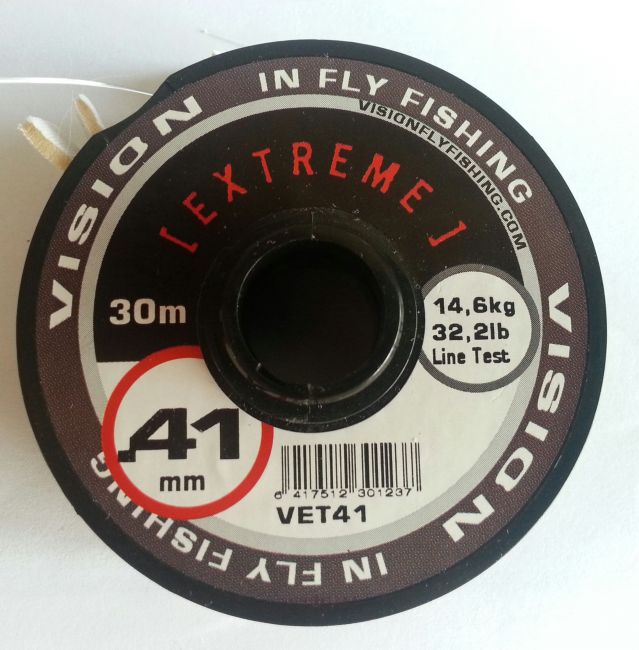 VISION
IN FLY FISHING
VISIONFLYFISHING.COM
[EXTREME]
30m
14,6kg
32,2lb
Line Test
.41
mm
6 417512 301237
VET41
VISION
IN FLY FISHING